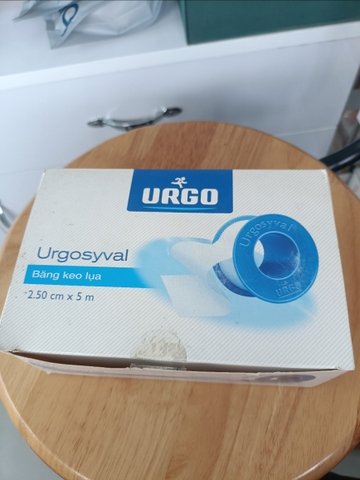 URGO
Urgosyval
Băng keo lụa
2.50 cm x 5 m
Urgosyval
URGO